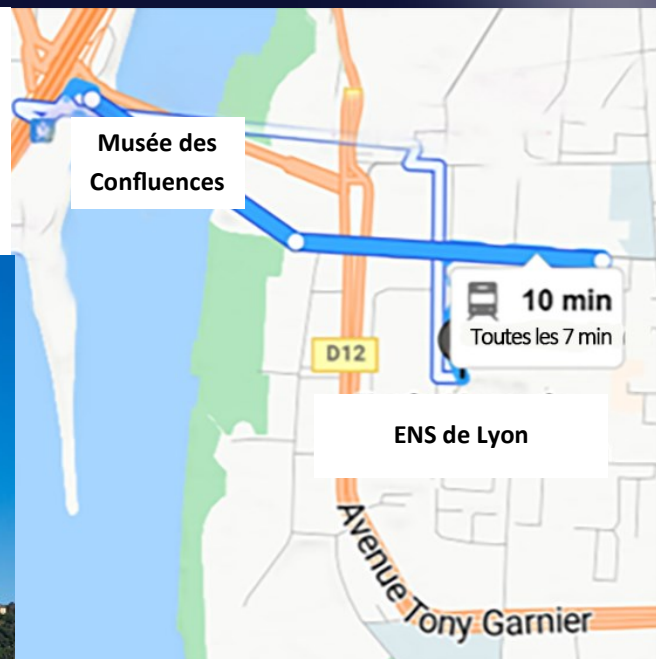 Musée des
Confluences
10 min
Toutes les 7 min
D12
ENS de Lyon
Avenue Tony Garnier